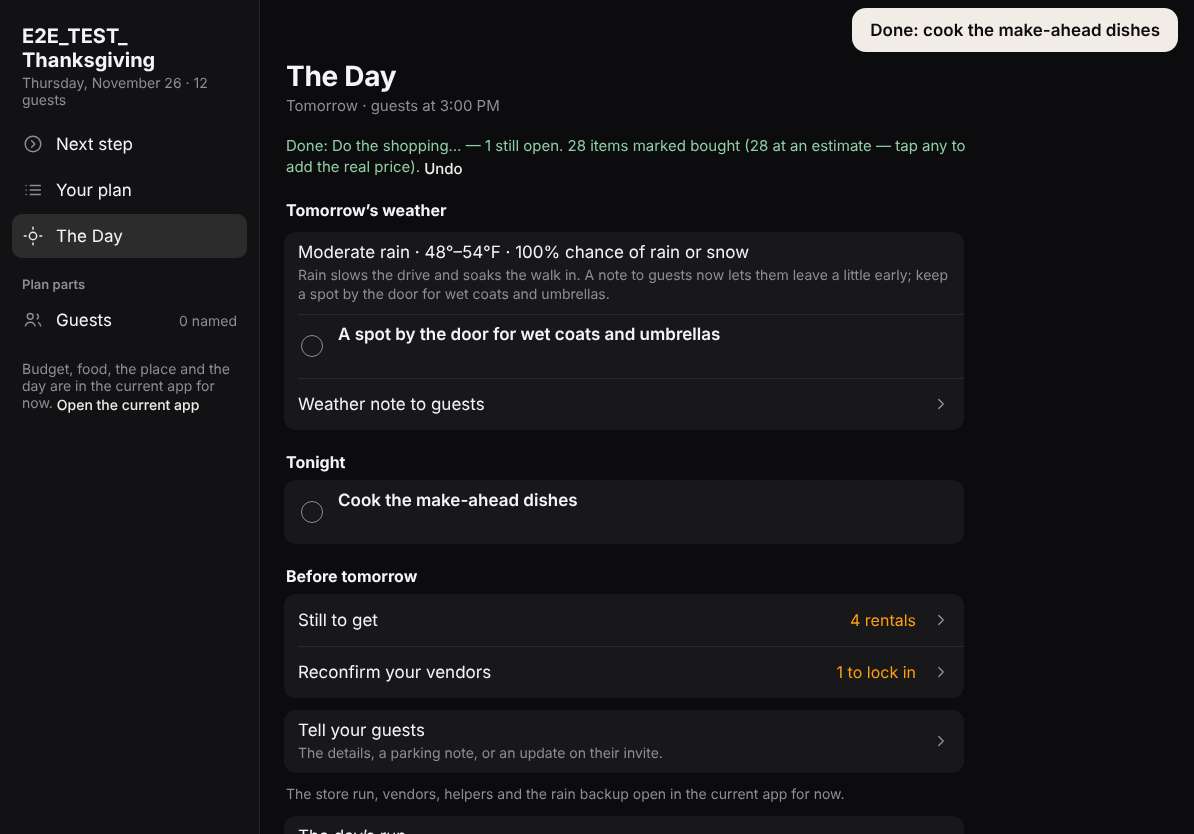 E2E_TEST_
Thanksgiving
Thursday, November 26 · 12
guests
Next step
Your plan
The Day
Plan parts
Guests
0 named
Budget, food, the place and the
day are in the current app for
now. Open the current app
Done: cook the make-ahead dishes
The Day
Tomorrow · guests at 3:00 PM
Done: Do the shopping... — 1 still open. 28 items marked bought (28 at an estimate — tap any to
add the real price). Undo
Tomorrow’s weather
Moderate rain · 48°–54°F · 100% chance of rain or snow
Rain slows the drive and soaks the walk in. A note to guests now lets them leave a little early; keep
a spot by the door for wet coats and umbrellas.
A spot by the door for wet coats and umbrellas
Weather note to guests
Tonight
Cook the make-ahead dishes
Before tomorrow
Still to get
4 rentals
Reconfirm your vendors
1 to lock in
Tell your guests
The details, a parking note, or an update on their invite.
The store run, vendors, helpers and the rain backup open in the current app for now.
The day’s run